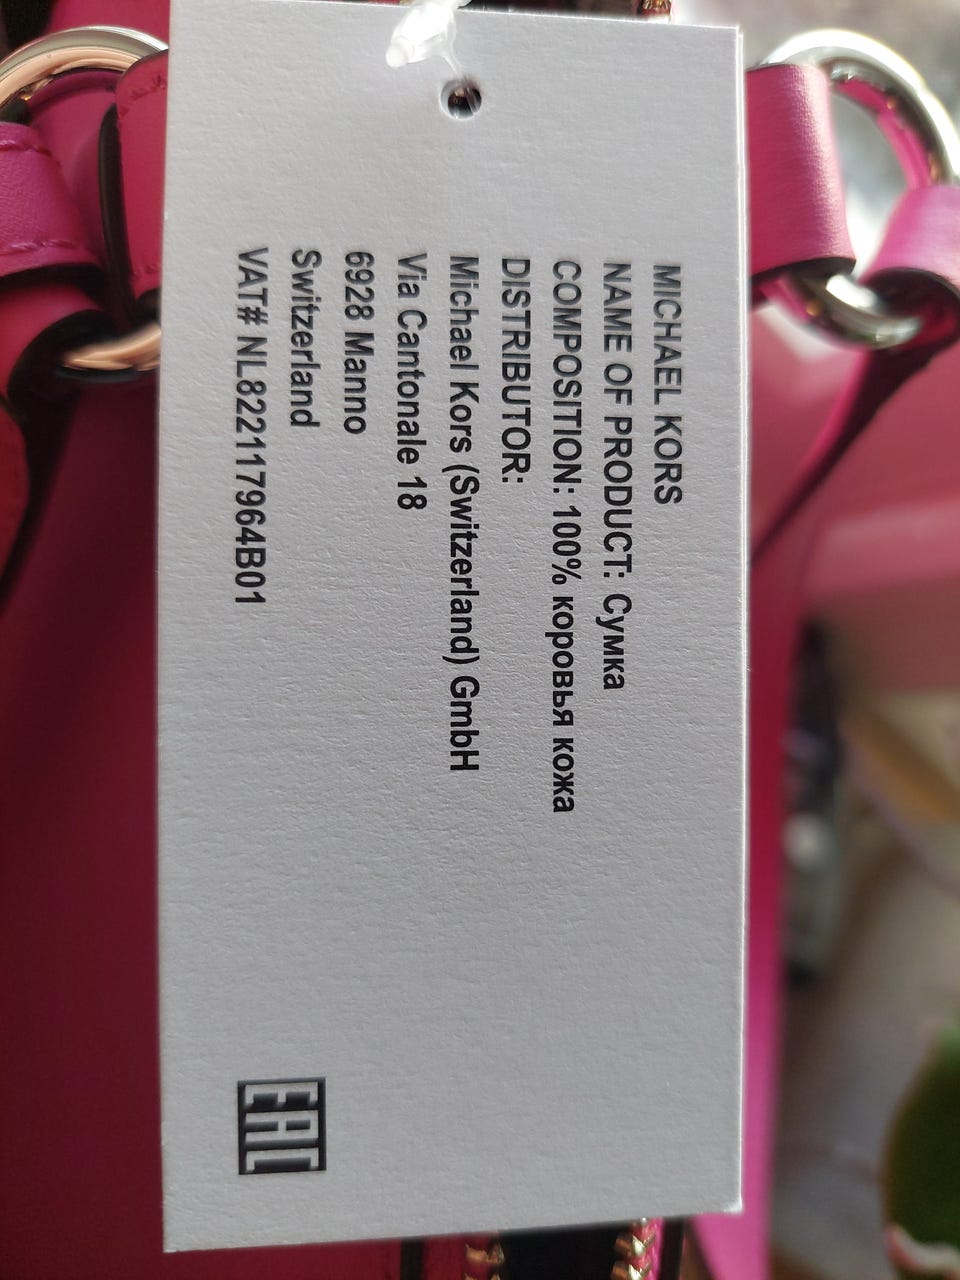 MICHAEL KORS
NAME OF PRODUCT: Сумка
COMPOSITION: 100% коровья кожа
DISTRIBUTOR:
Michael Kors (Switzerland) GmbH
Via Cantonale 18
6928 Manno
Switzerland
VAT# NL822117964B01
EAC